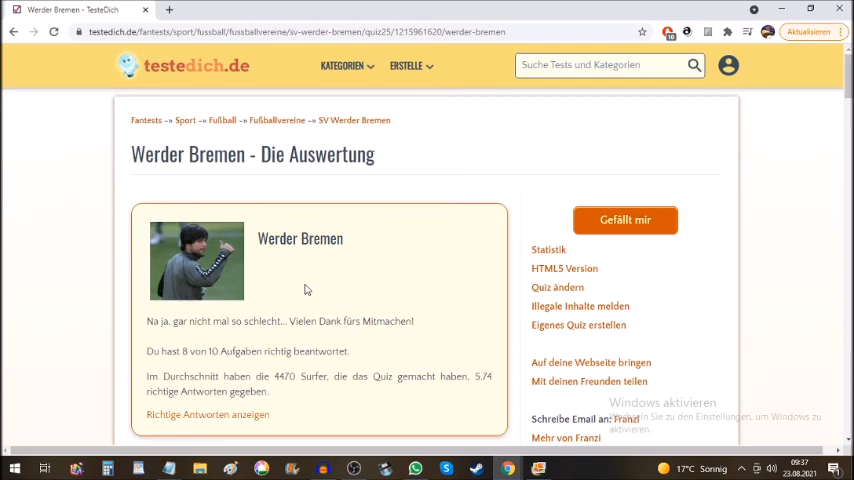 Werder Bremen - TesteDich
testedich.de/fantests/sport/fussball/fussballvereine/sv-werder-bremen/quiz25/1215961620/werder-bremen
Aktualisieren
testedich.de
KATEGORIEN
ERSTELLE
Suche Tests und Kategorien
Fantests -» Sport -» Fußball -» Fußballvereine -» SV Werder Bremen
Werder Bremen - Die Auswertung
Werder Bremen
Na ja, gar nicht mal so schlecht... Vielen Dank fürs Mitmachen!
Du hast 8 von 10 Aufgaben richtig beantwortet.
Im Durchschnitt haben die 4470 Surfer, die das Quiz gemacht haben, 5.74
richtige Antworten gegeben.
Richtige Antworten anzeigen
Gefällt mir
Statistik
HTML5 Version
Quiz ändern
Illegale Inhalte melden
Eigenes Quiz erstellen
Auf deine Webseite bringen
Mit deinen Freunden teilen
Schreibe Email an: Franzi
Mehr von Franzi
Windows aktivieren
Wechseln Sie zu den Einstellungen, um Windows zu
aktivieren.
17°C Sonnig
09:37
23.08.2021